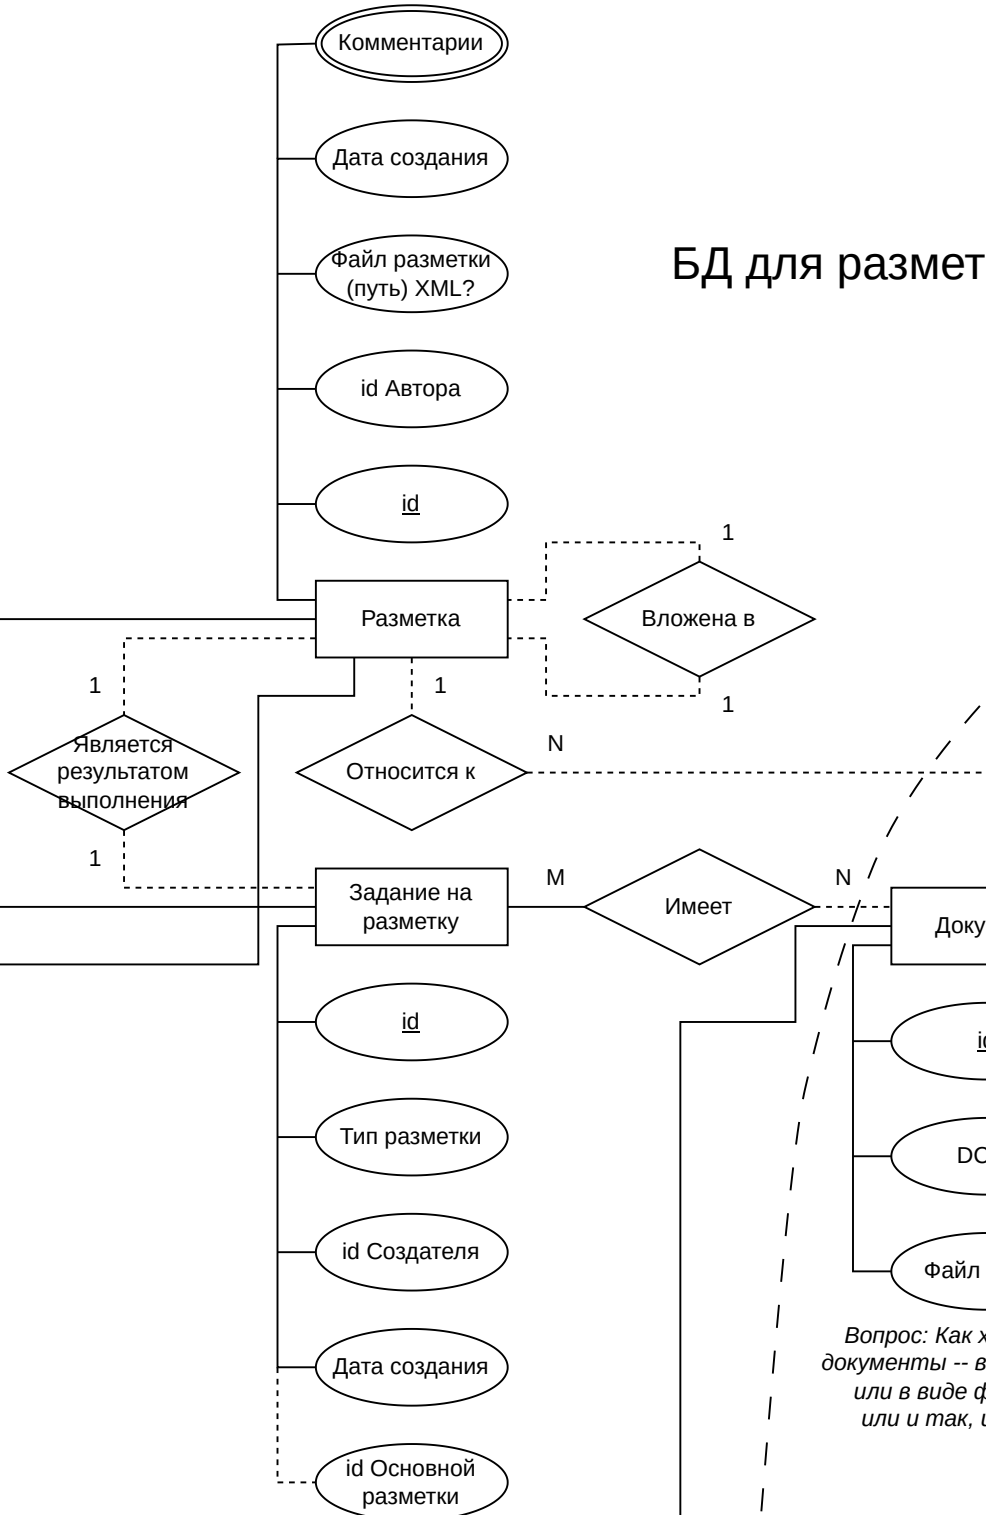 Комментарии
Дата создания
Файл разметки
(путь) XML?
БД для размет
id Автора
id
1
Разметка
Вложена в
1
1
1
Является
результатом
выполнения
Относится к
N
1
Задание на
разметку
M
Имеет
N
Доку
id
id
DO
Тип разметки
id Создателя
Файл
Вопрос: Как х
документы -- в
или в виде ф
или и так, и
Дата создания
id Основной
разметки